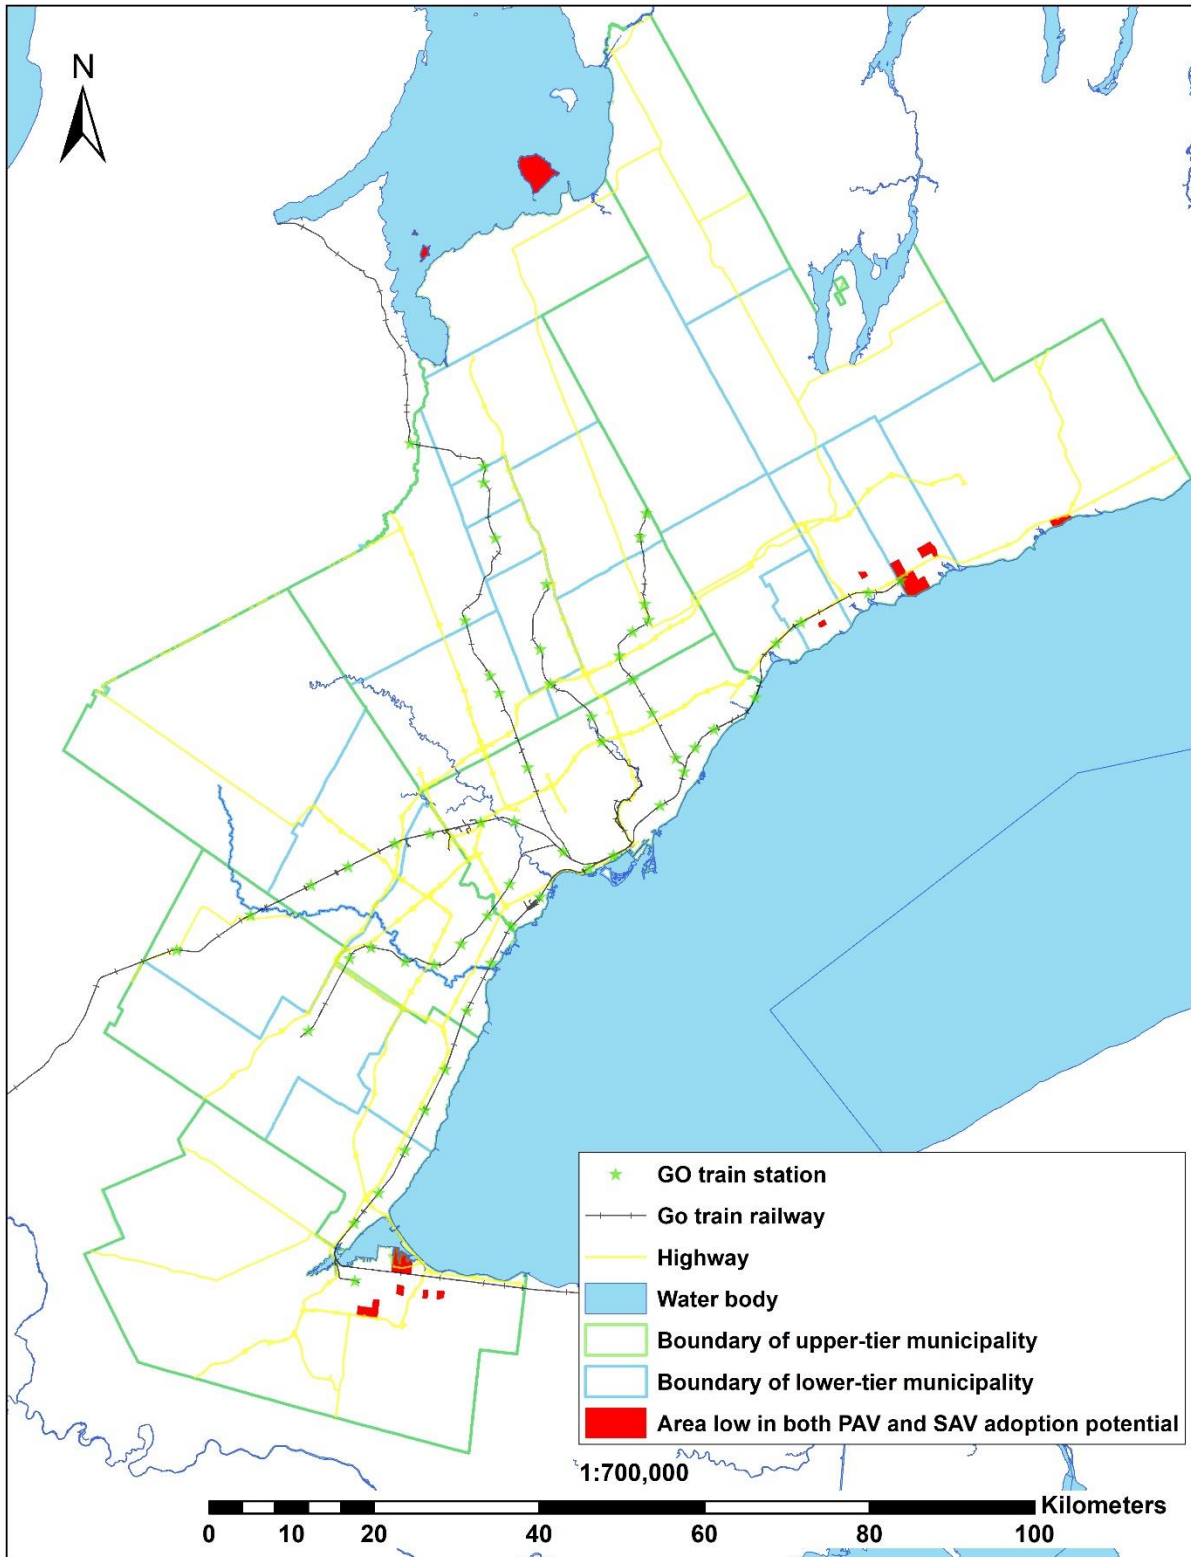 N
GO train station
Go train railway
Highway
Water body
Boundary of upper-tier municipality
Boundary of lower-tier municipality
Area low in both PAV and SAV adoption potential
1:700,000
Kilometers
0 10 20 40 60 80 100